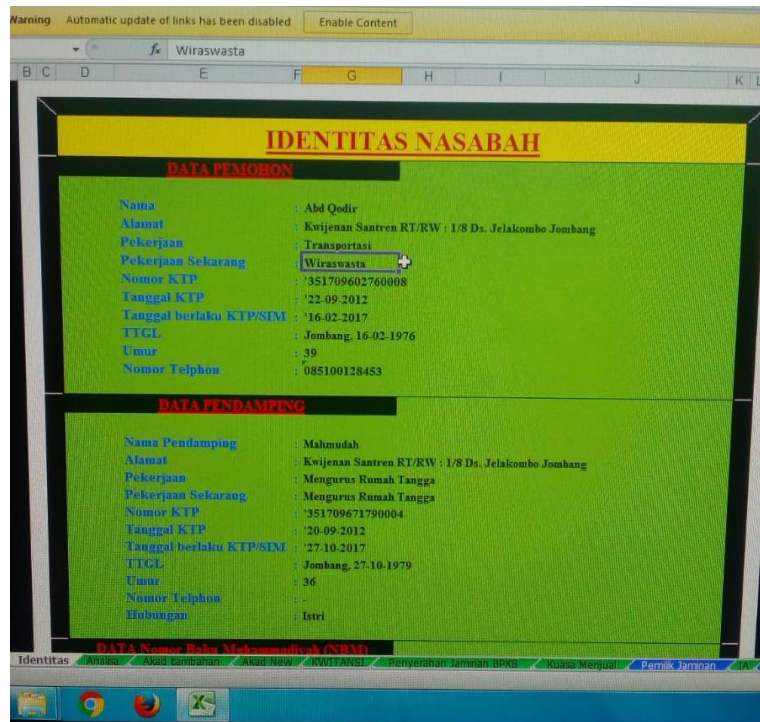 Warning Automatic update of links has been disabled Enable Content
fx Wiraswasta
B C D E F G H I J K L
IDENTITAS NASABAH
DATA PEMOHON
Nama : Abd Qodir
Alamat : Kwijenan Santren RT/RW : 1/8 Ds. Jelakombo Jombang
Pekerjaan : Transportasi
Pekerjaan Sekarang : Wiraswasta
Nomor KTP : '351709602760008
Tanggal KTP : '22-09-2012
Tanggal berlaku KTP/SIM : '16-02-2017
TTGL : Jombang, 16-02-1976
Umur : 39
Nomor Telphon : '085100128453
DATA PENDAMPING
Nama Pendamping : Mahmudah
Alamat : Kwijenan Santren RT/RW : 1/8 Ds. Jelakombo Jombang
Pekerjaan : Mengurus Rumah Tangga
Pekerjaan Sekarang : Mengurus Rumah Tangga
Nomor KTP : '351709671790004
Tanggal KTP : '20-09-2012
Tanggal berlaku KTP/SIM : '27-10-2017
TTGL : Jombang, 27-10-1979
Umur : 36
Nomor Telphon : -
Hubungan : Istri
DATA Nomor Baku Muhammadiyah (NBM)
Identitas Analisa Akad tambahan Akad New KWITANSI Penyerahan Jaminan BPKB Kuasa Menjual Pemilik Jaminan JA